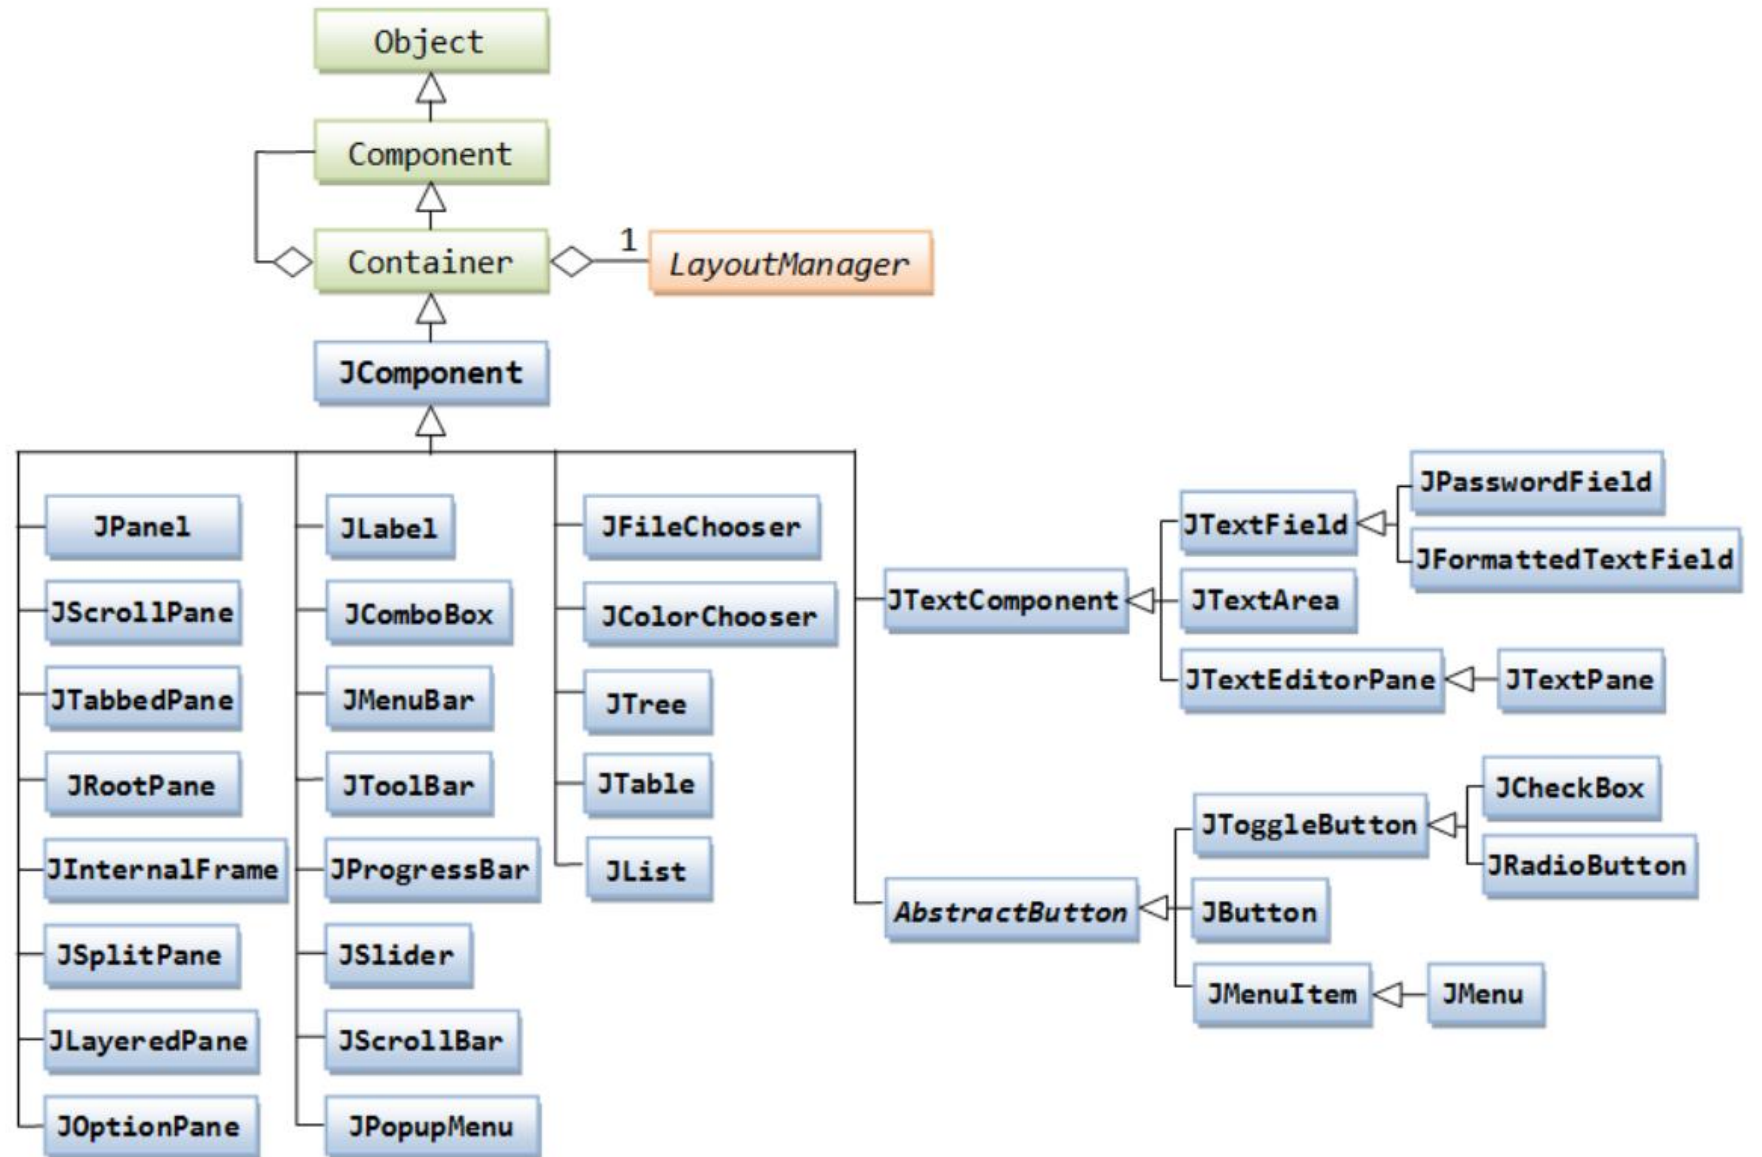 Object
Component
Container
1
LayoutManager
JComponent
JPanel
JScrollPane
JTabbedPane
JRootPane
JInternalFrame
JSplitPane
JLayeredPane
JOptionPane
JLabel
JComboBox
JMenuBar
JToolBar
JProgressBar
JSlider
JScrollBar
JPopupMenu
JFileChooser
JColorChooser
JTree
JTable
JList
JTextComponent
JTextField
JPasswordField
JFormattedTextField
JTextArea
JTextEditorPane
JTextPane
AbstractButton
JToggleButton
JCheckBox
JRadioButton
JButton
JMenuItem
JMenu